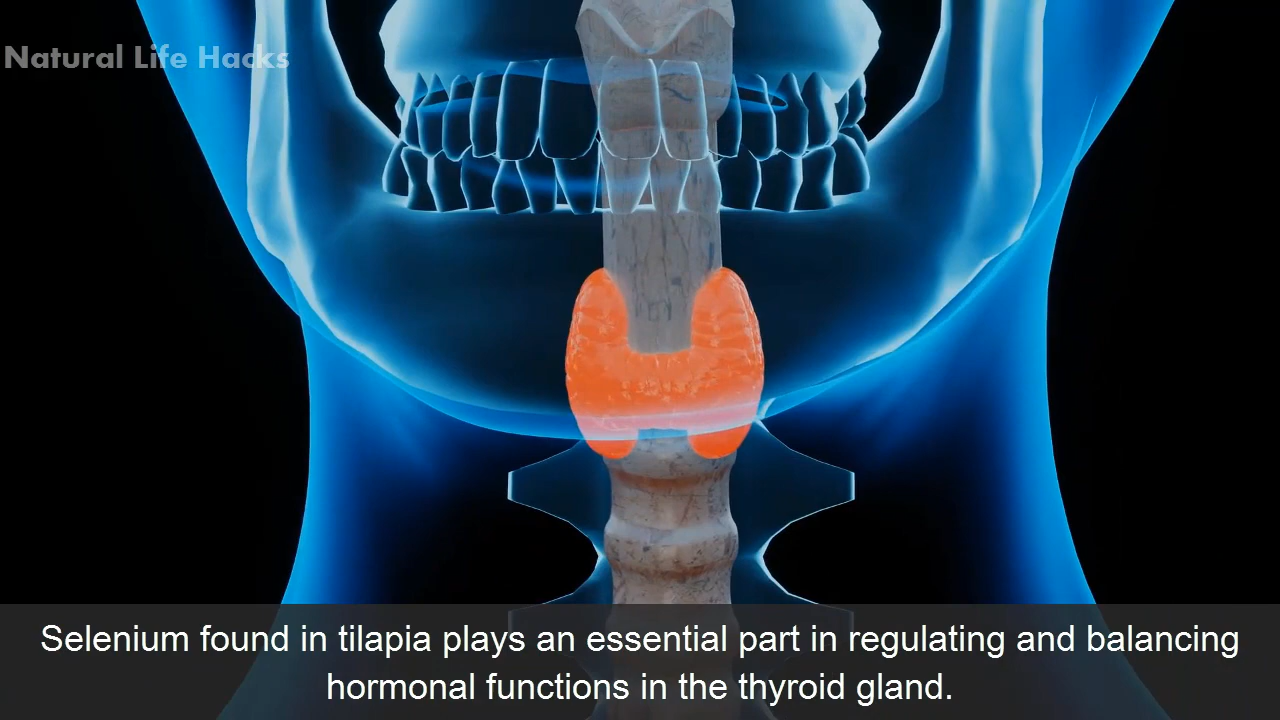 Natural Life Hacks
Selenium found in tilapia plays an essential part in regulating and balancing
hormonal functions in the thyroid gland.